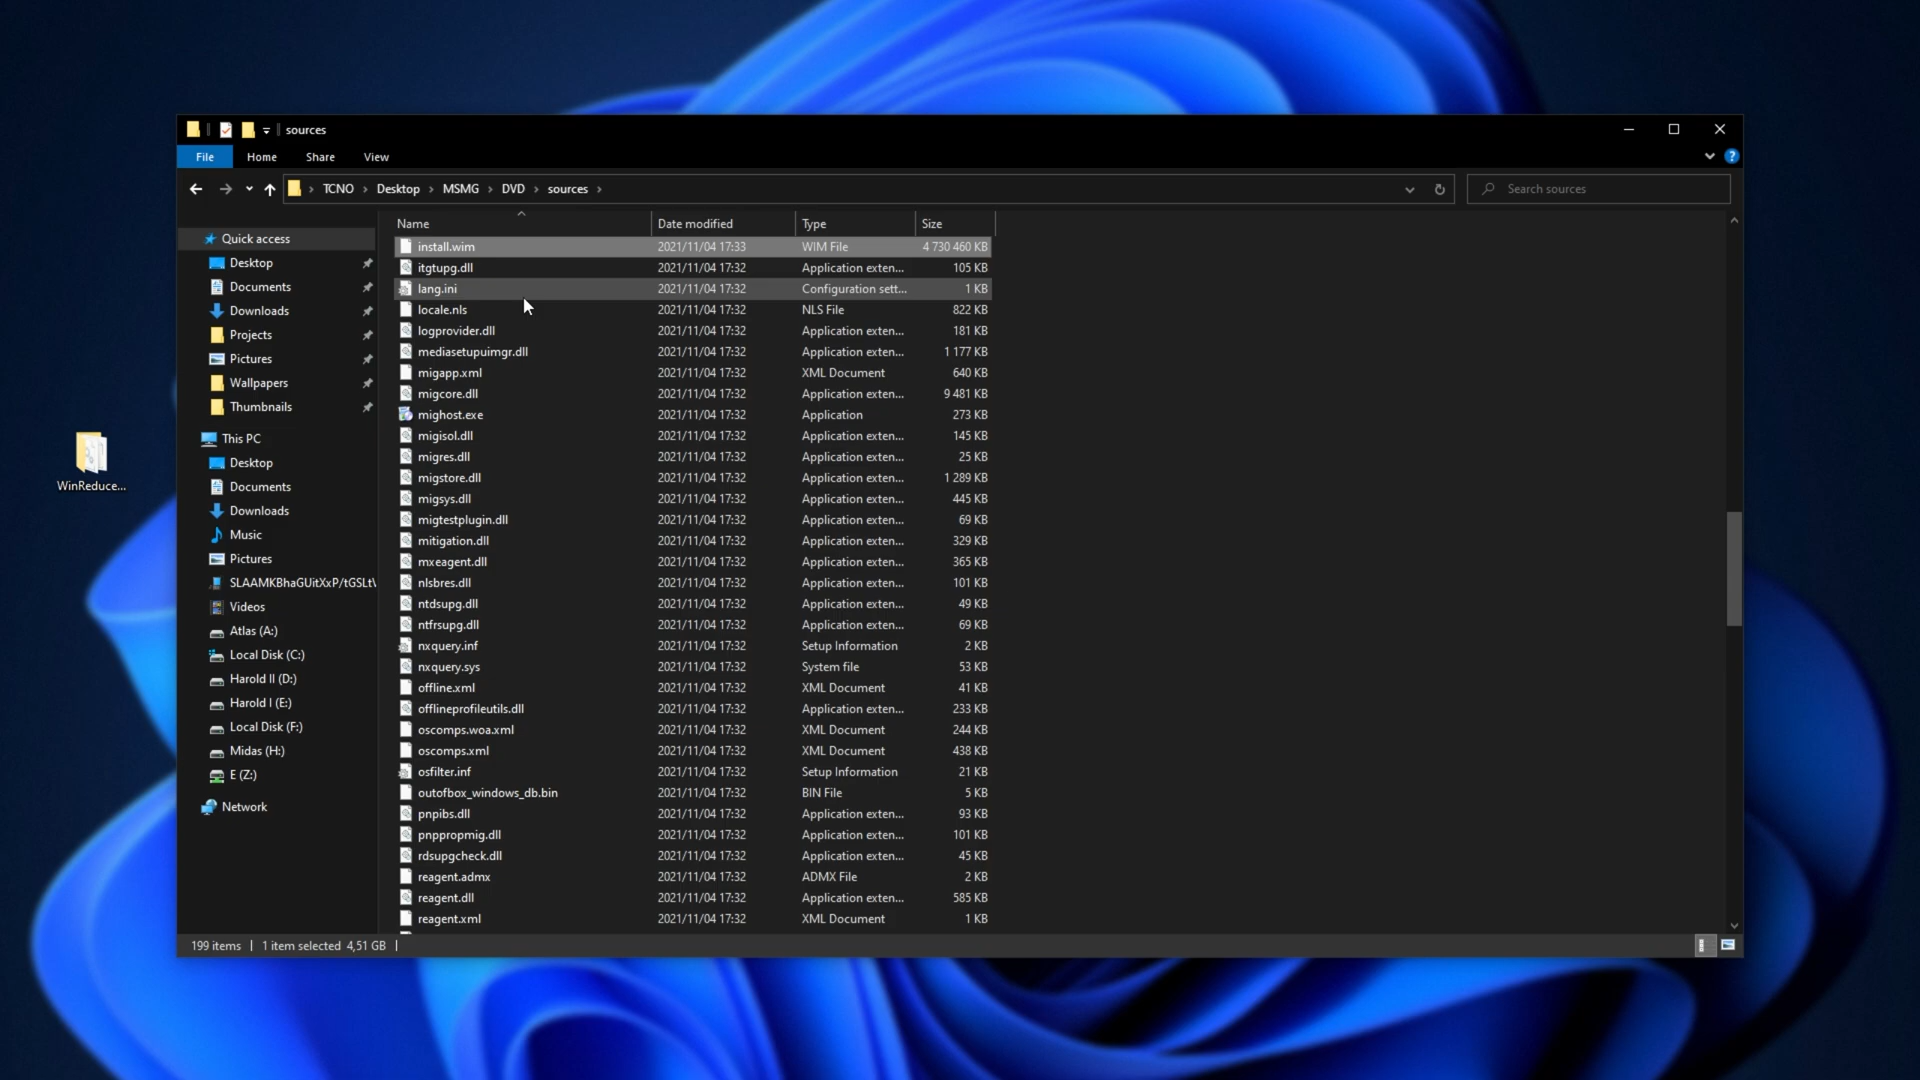 sources
File Home Share View
TCNO Desktop MSMG DVD sources
Search sources
Name Date modified Type Size
Quick access
Desktop
Documents
Downloads
Projects
Pictures
Wallpapers
Thumbnails
This PC
Desktop
Documents
Downloads
Music
Pictures
SLAAMKBhaGUitXxP/tGSLt\
Videos
Atlas (A:)
Local Disk (C:)
Harold II (D:)
Harold I (E:)
Local Disk (F:)
Midas (H:)
E (Z:)
Network
install.wim 2021/11/04 17:33 WIM File 4 730 460 KB
itgtupg.dll 2021/11/04 17:32 Application exten... 105 KB
lang.ini 2021/11/04 17:32 Configuration sett... 1 KB
locale.nls 2021/11/04 17:32 NLS File 822 KB
logprovider.dll 2021/11/04 17:32 Application exten... 181 KB
mediasetupuimgr.dll 2021/11/04 17:32 Application exten... 1 177 KB
migapp.xml 2021/11/04 17:32 XML Document 640 KB
migcore.dll 2021/11/04 17:32 Application exten... 9 481 KB
mighost.exe 2021/11/04 17:32 Application 273 KB
migisol.dll 2021/11/04 17:32 Application exten... 145 KB
migres.dll 2021/11/04 17:32 Application exten... 25 KB
migstore.dll 2021/11/04 17:32 Application exten... 1 289 KB
migsys.dll 2021/11/04 17:32 Application exten... 445 KB
migtestplugin.dll 2021/11/04 17:32 Application exten... 69 KB
mitigation.dll 2021/11/04 17:32 Application exten... 329 KB
mxeagent.dll 2021/11/04 17:32 Application exten... 365 KB
nlsbres.dll 2021/11/04 17:32 Application exten... 101 KB
ntdsupg.dll 2021/11/04 17:32 Application exten... 49 KB
ntfrsupg.dll 2021/11/04 17:32 Application exten... 69 KB
nxquery.inf 2021/11/04 17:32 Setup Information 2 KB
nxquery.sys 2021/11/04 17:32 System file 53 KB
offline.xml 2021/11/04 17:32 XML Document 41 KB
offlineprofileutils.dll 2021/11/04 17:32 Application exten... 233 KB
oscomps.woa.xml 2021/11/04 17:32 XML Document 244 KB
oscomps.xml 2021/11/04 17:32 XML Document 438 KB
osfilter.inf 2021/11/04 17:32 Setup Information 21 KB
outofbox_windows_db.bin 2021/11/04 17:32 BIN File 5 KB
pnpibs.dll 2021/11/04 17:32 Application exten... 93 KB
pnppropmig.dll 2021/11/04 17:32 Application exten... 101 KB
rdsupgcheck.dll 2021/11/04 17:32 Application exten... 45 KB
reagent.admx 2021/11/04 17:32 ADMX File 2 KB
reagent.dll 2021/11/04 17:32 Application exten... 585 KB
reagent.xml 2021/11/04 17:32 XML Document 1 KB
199 items 1 item selected 4,51 GB
WinReduce...